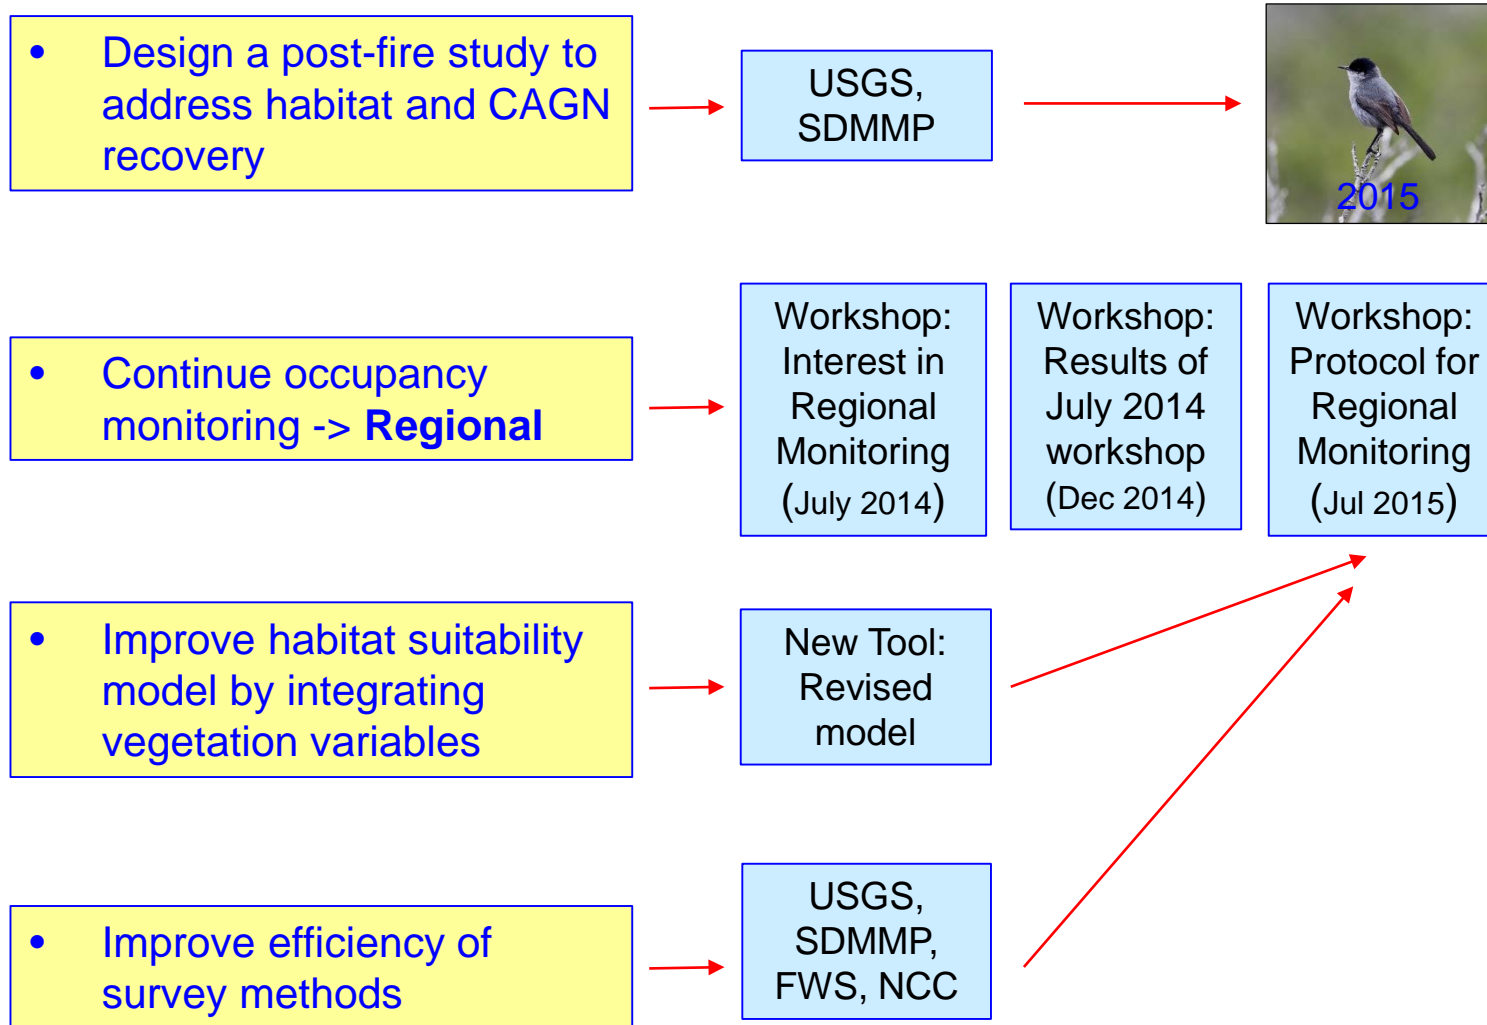 • Design a post-fire study to
address habitat and CAGN
recovery
USGS,
SDMMP
2015
• Continue occupancy
monitoring -> Regional
Workshop:
Interest in
Regional
Monitoring
(July 2014)
Workshop:
Results of
July 2014
workshop
(Dec 2014)
Workshop:
Protocol for
Regional
Monitoring
(Jul 2015)
• Improve habitat suitability
model by integrating
vegetation variables
New Tool:
Revised
model
• Improve efficiency of
survey methods
USGS,
SDMMP,
FWS, NCC